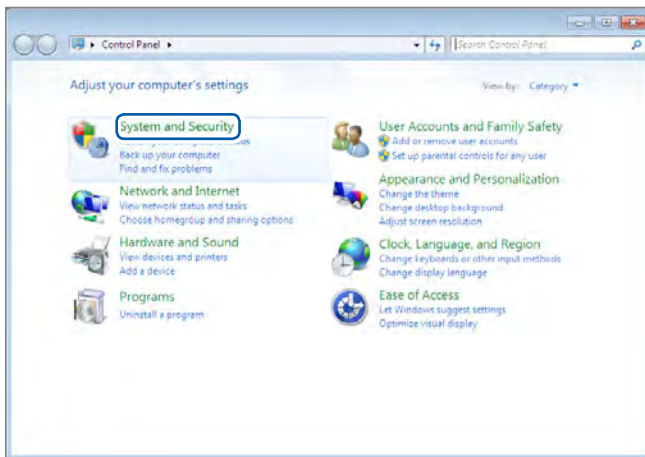 Control Panel
Search Control Panel
Adjust your computer's settings
View by: Category
System and Security
Back up your computer
Find and fix problems
Network and Internet
View network status and tasks
Choose homegroup and sharing options
Hardware and Sound
View devices and printers
Add a device
Programs
Uninstall a program
User Accounts and Family Safety
Add or remove user accounts
Set up parental controls for any user
Appearance and Personalization
Change the theme
Change desktop background
Adjust screen resolution
Clock, Language, and Region
Change keyboards or other input methods
Change display language
Ease of Access
Let Windows suggest settings
Optimize visual display